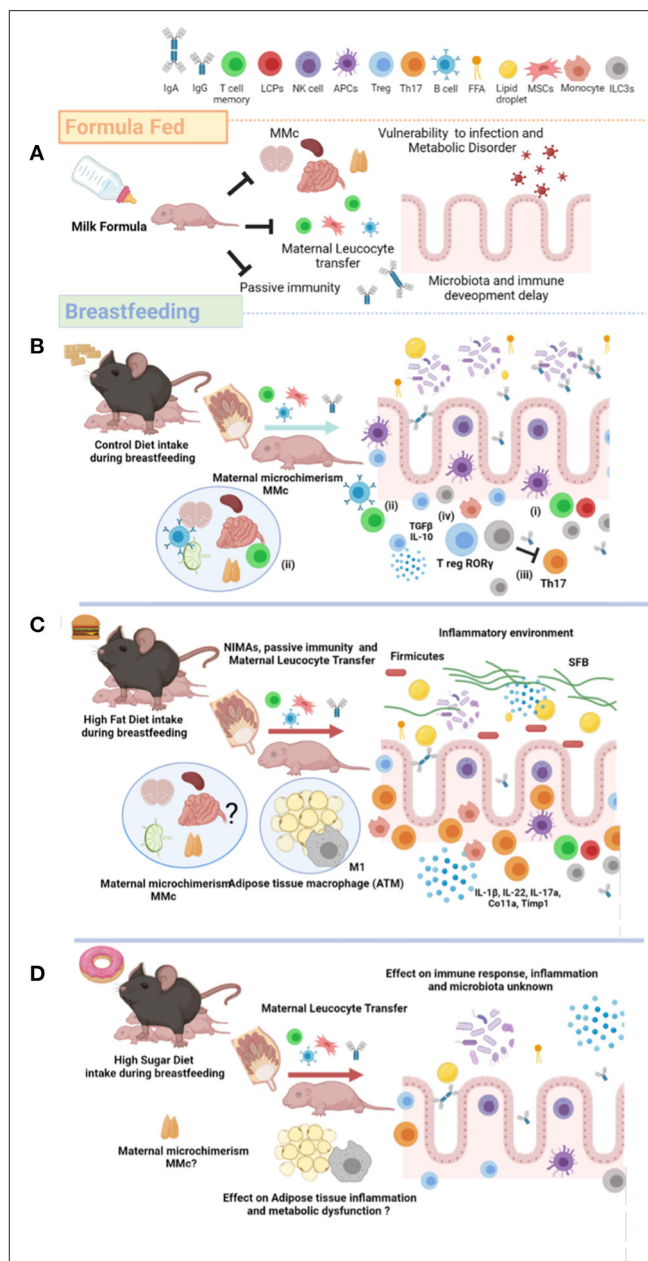 IgA
IgG
T cell
memory
LCPs
NK cell
APCs
Treg
Th17
B cell
FFA
Lipid
droplet
MSCs
Monocyte
ILC3s
Formula Fed
A
MMc
Vulnerability to infection and
Metabolic Disorder
Milk Formula
Maternal Leucocyte
transfer
Passive immunity
Microbiota and immune
deveopment delay
Breastfeeding
B
Control Diet intake
during breastfeeding
Maternal microchimerism
MMc
(ii)
(ii)
(iv)
(i)
TGFβ
IL-10
T reg RORγ
(iii)
Th17
C
NIMAs, passive immunity and
Maternal Leucocyte Transfer
Inflammatory environment
Firmicutes
SFB
High Fat Diet intake
during breastfeeding
?
M1
Maternal microchimerism
MMc
Adipose tissue macrophage (ATM)
IL-1β, IL-22, IL-17a,
Co11a, Timp1
D
Effect on immune response, inflammation
and microbiota unknown
Maternal Leucocyte Transfer
High Sugar Diet
intake during breastfeeding
Maternal microchimerism
MMc?
Effect on Adipose tissue inflammation
and metabolic dysfunction ?